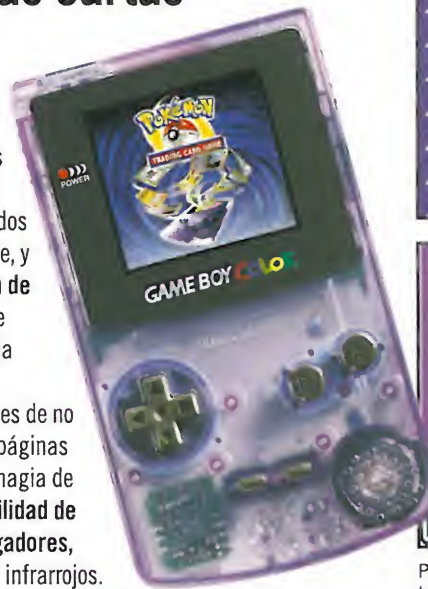 de cartas
s
dos
e, y
de
e
a
es de no
páginas
magia de
ilidad de
gadores,
infrarrojos.
POWER
Pokémon
TRADING CARD GAME
GAME BOY COLOR
P